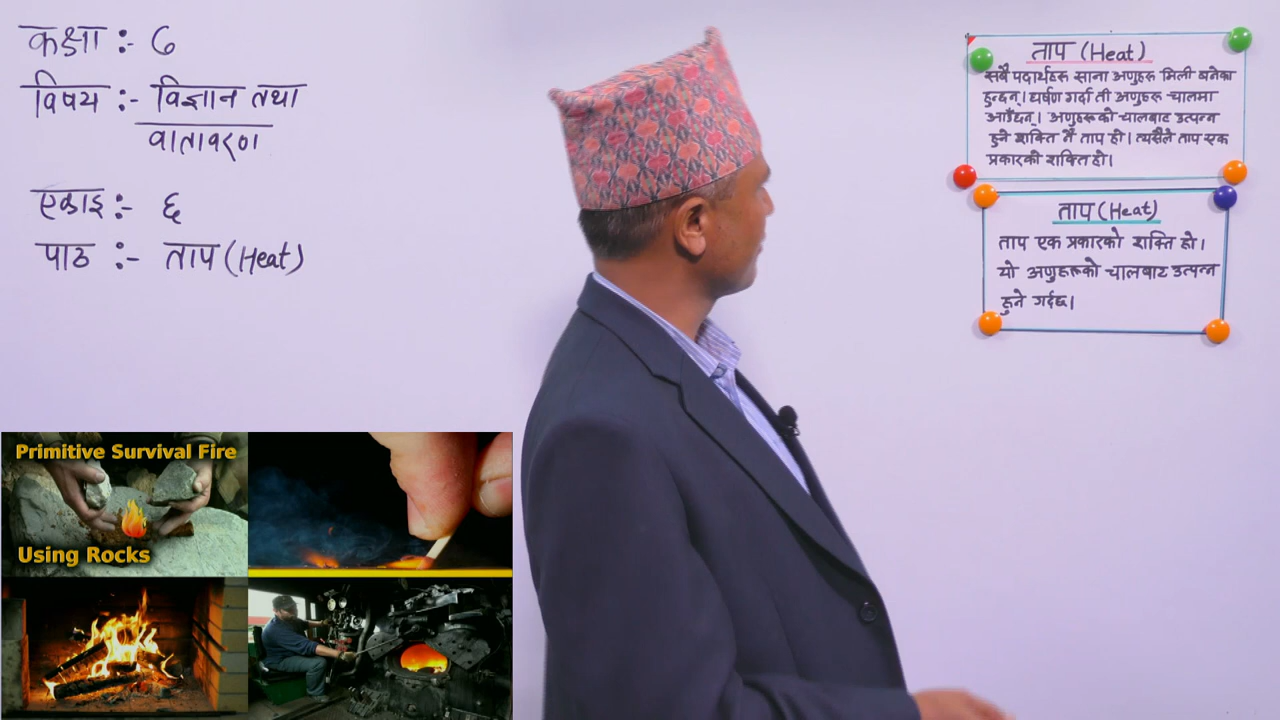 कक्षा :- ७
विषय :- विज्ञान तथा
वातावरण
एकाइ :- ६
पाठ :- ताप (Heat)
ताप (Heat)
सबै पदार्थहरू साना अणुहरू मिली बनेका
हुन्छन्। घर्षण गर्दा ती अणुहरू चालमा
आउँछन्। अणुहरूको चालबाट उत्पन्न
हुने शक्ति नै ताप हो। त्यसैले ताप एक
प्रकारको शक्ति हो।
ताप (Heat)
ताप एक प्रकारको शक्ति हो।
यो अणुहरूको चालबाट उत्पन्न
हुने गर्दछ।
Primitive Survival Fire
Using Rocks